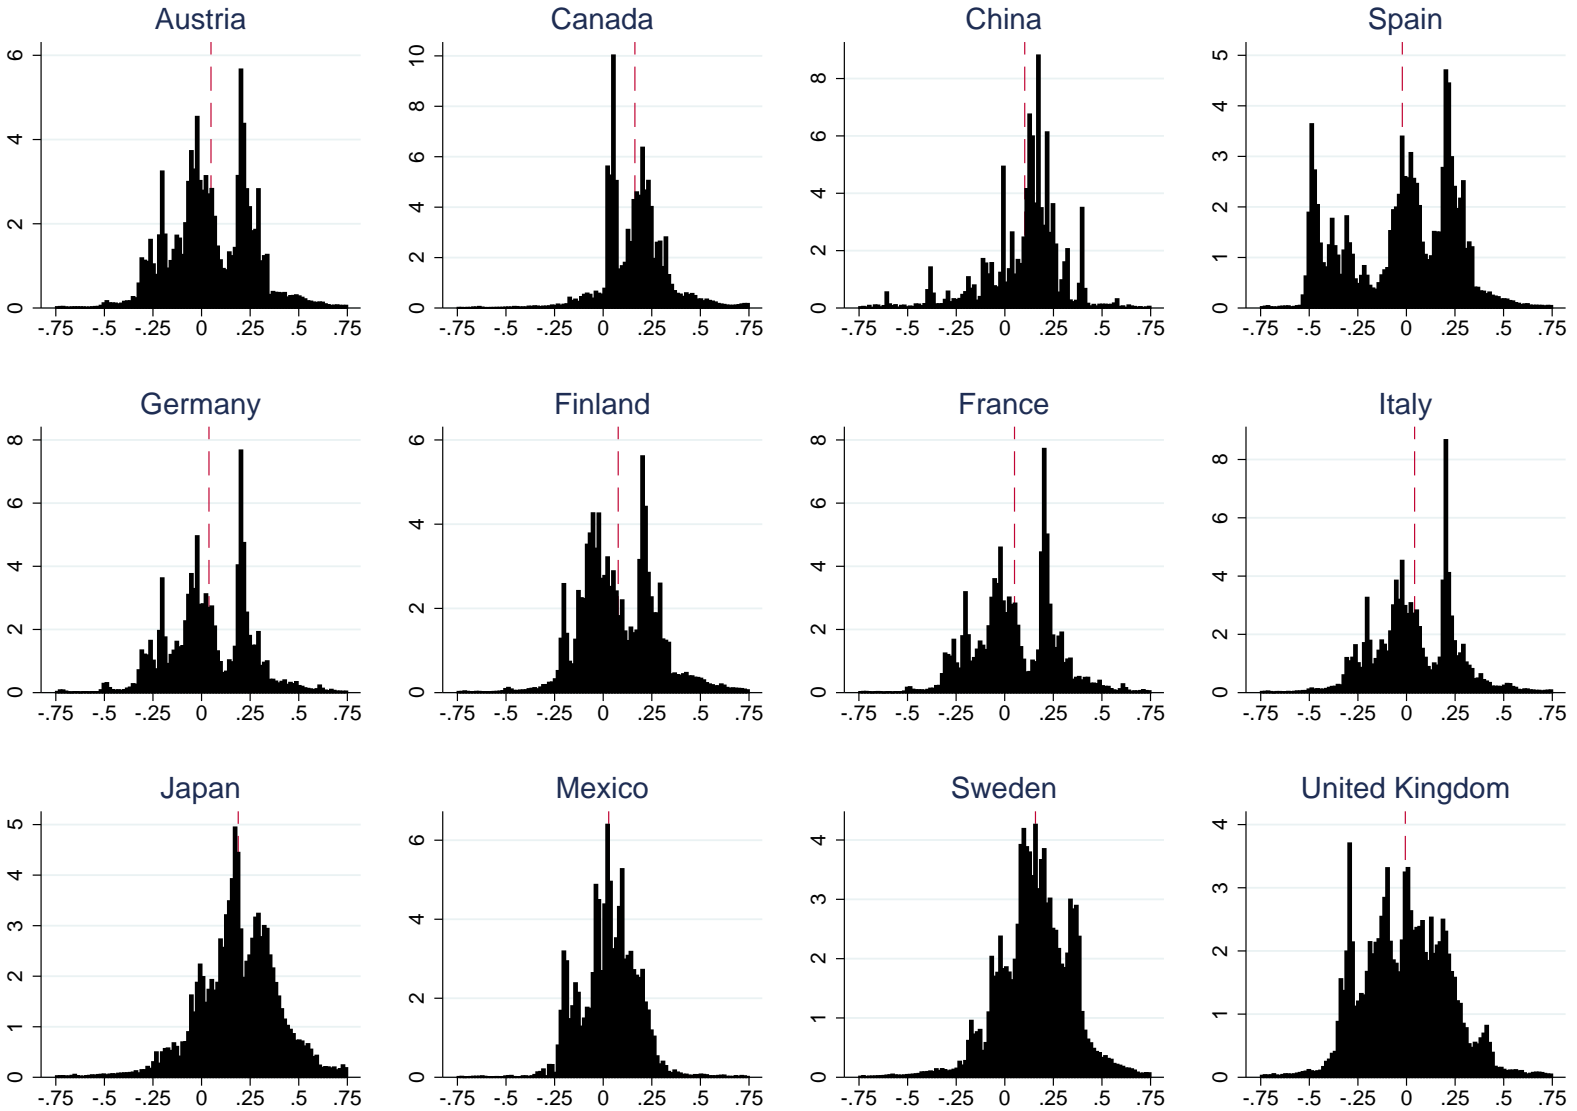 Austria Canada China Spain
6 10 8 5
4 8 6 4
2 6 4 3
0 4 2 2
2 0 1
0 0
-.75 -.5 -.25 0 .25 .5 .75 -.75 -.5 -.25 0 .25 .5 .75 -.75 -.5 -.25 0 .25 .5 .75 -.75 -.5 -.25 0 .25 .5 .75
Germany Finland France Italy
8 6 8 8
6 4 6 6
4 2 4 4
2 0 2 2
0 0 0
-.75 -.5 -.25 0 .25 .5 .75 -.75 -.5 -.25 0 .25 .5 .75 -.75 -.5 -.25 0 .25 .5 .75 -.75 -.5 -.25 0 .25 .5 .75
Japan Mexico Sweden United Kingdom
5 6 4 4
4 4 3 3
3 2 2 2
2 0 1 1
1 0 0
0
-.75 -.5 -.25 0 .25 .5 .75 -.75 -.5 -.25 0 .25 .5 .75 -.75 -.5 -.25 0 .25 .5 .75 -.75 -.5 -.25 0 .25 .5 .75